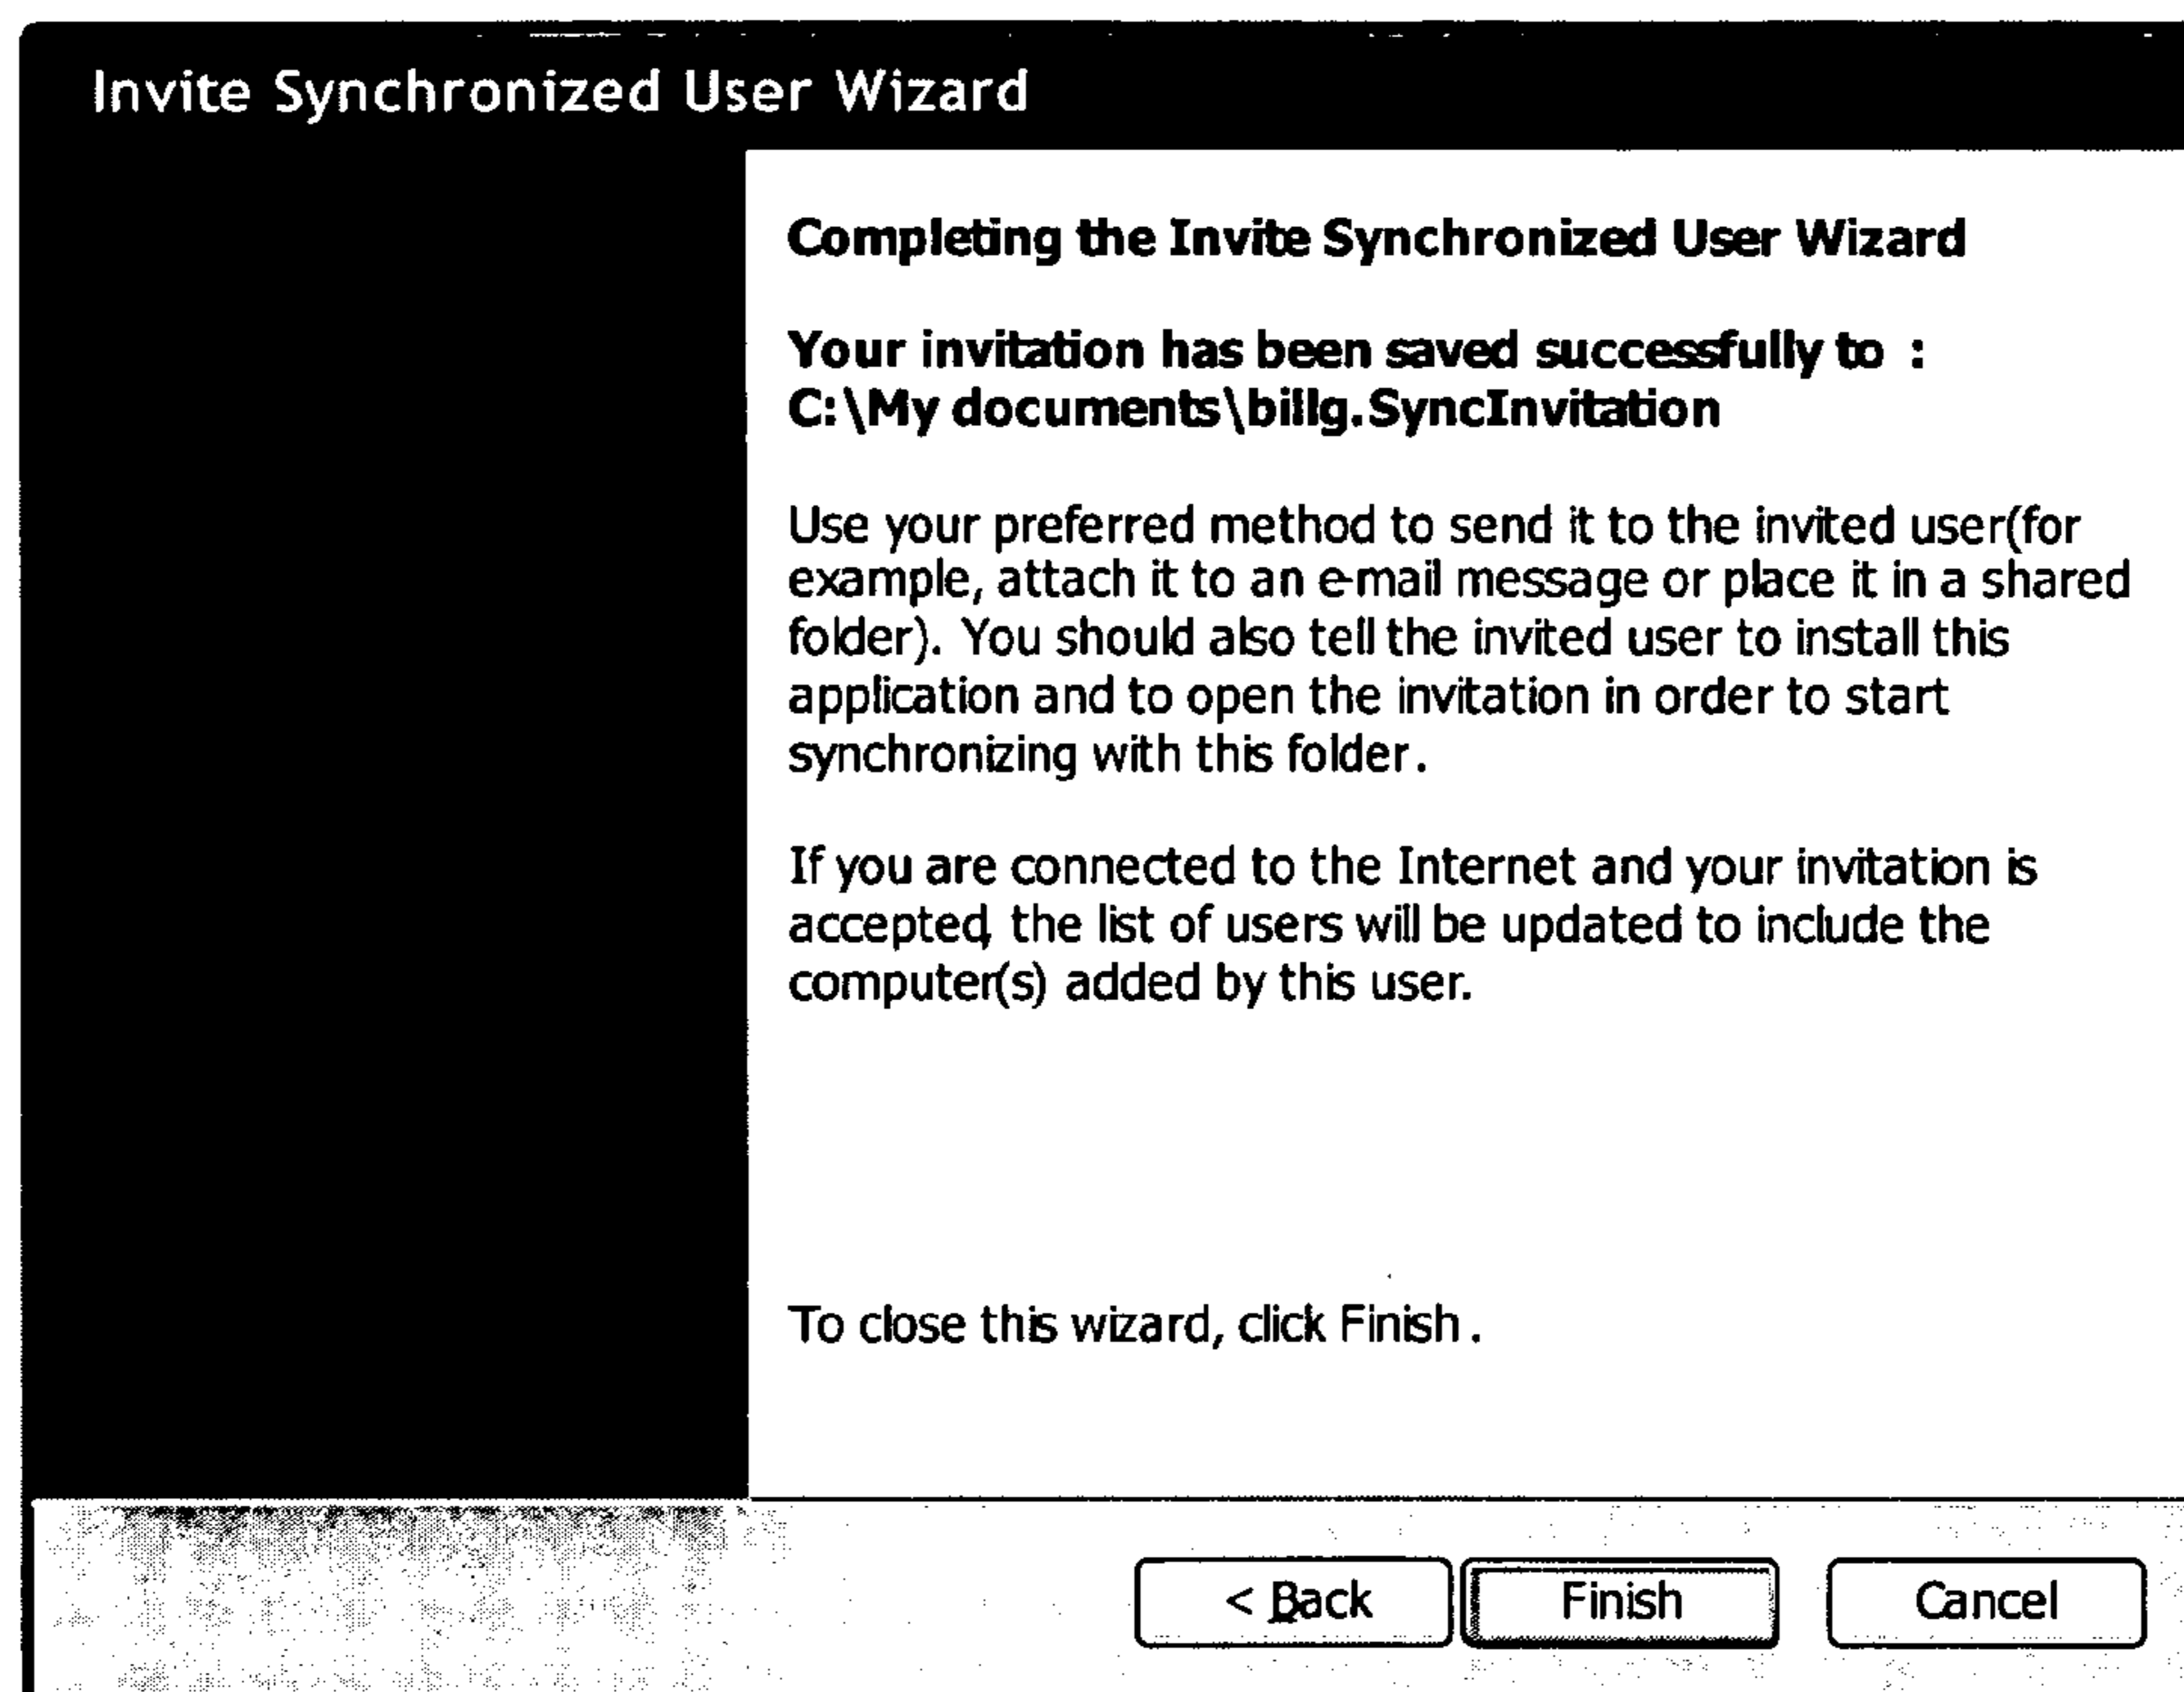 Invite Synchronized User Wizard
Completing the Invite Synchronized User Wizard
Your invitation has been saved successfully to :
C:\My documents\billg.SyncInvitation
Use your preferred method to send it to the invited user(for
example, attach it to an e-mail message or place it in a shared
folder). You should also tell the invited user to install this
application and to open the invitation in order to start
synchronizing with this folder.
If you are connected to the Internet and your invitation is
accepted, the list of users will be updated to include the
computer(s) added by this user.
To close this wizard, click Finish.
< Back
Finish
Cancel